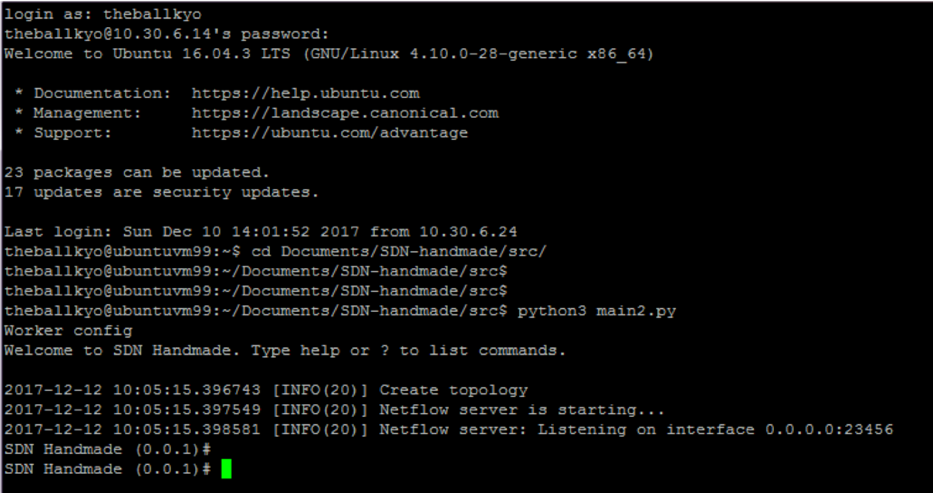 login as: theballkyo
theballkyo@10.30.6.14's password:
Welcome to Ubuntu 16.04.3 LTS (GNU/Linux 4.10.0-28-generic x86_64)
* Documentation:  https://help.ubuntu.com
* Management:     https://landscape.canonical.com
* Support:        https://ubuntu.com/advantage
23 packages can be updated.
17 updates are security updates.
Last login: Sun Dec 10 14:01:52 2017 from 10.30.6.24
theballkyo@ubuntuvm99:~$ cd Documents/SDN-handmade/src/
theballkyo@ubuntuvm99:~/Documents/SDN-handmade/src$
theballkyo@ubuntuvm99:~/Documents/SDN-handmade/src$
theballkyo@ubuntuvm99:~/Documents/SDN-handmade/src$ python3 main2.py
Worker config
Welcome to SDN Handmade. Type help or ? to list commands.
2017-12-12 10:05:15.396743 [INFO(20)] Create topology
2017-12-12 10:05:15.397549 [INFO(20)] Netflow server is starting...
2017-12-12 10:05:15.398581 [INFO(20)] Netflow server: Listening on interface 0.0.0.0:23456
SDN Handmade (0.0.1)#
SDN Handmade (0.0.1)#